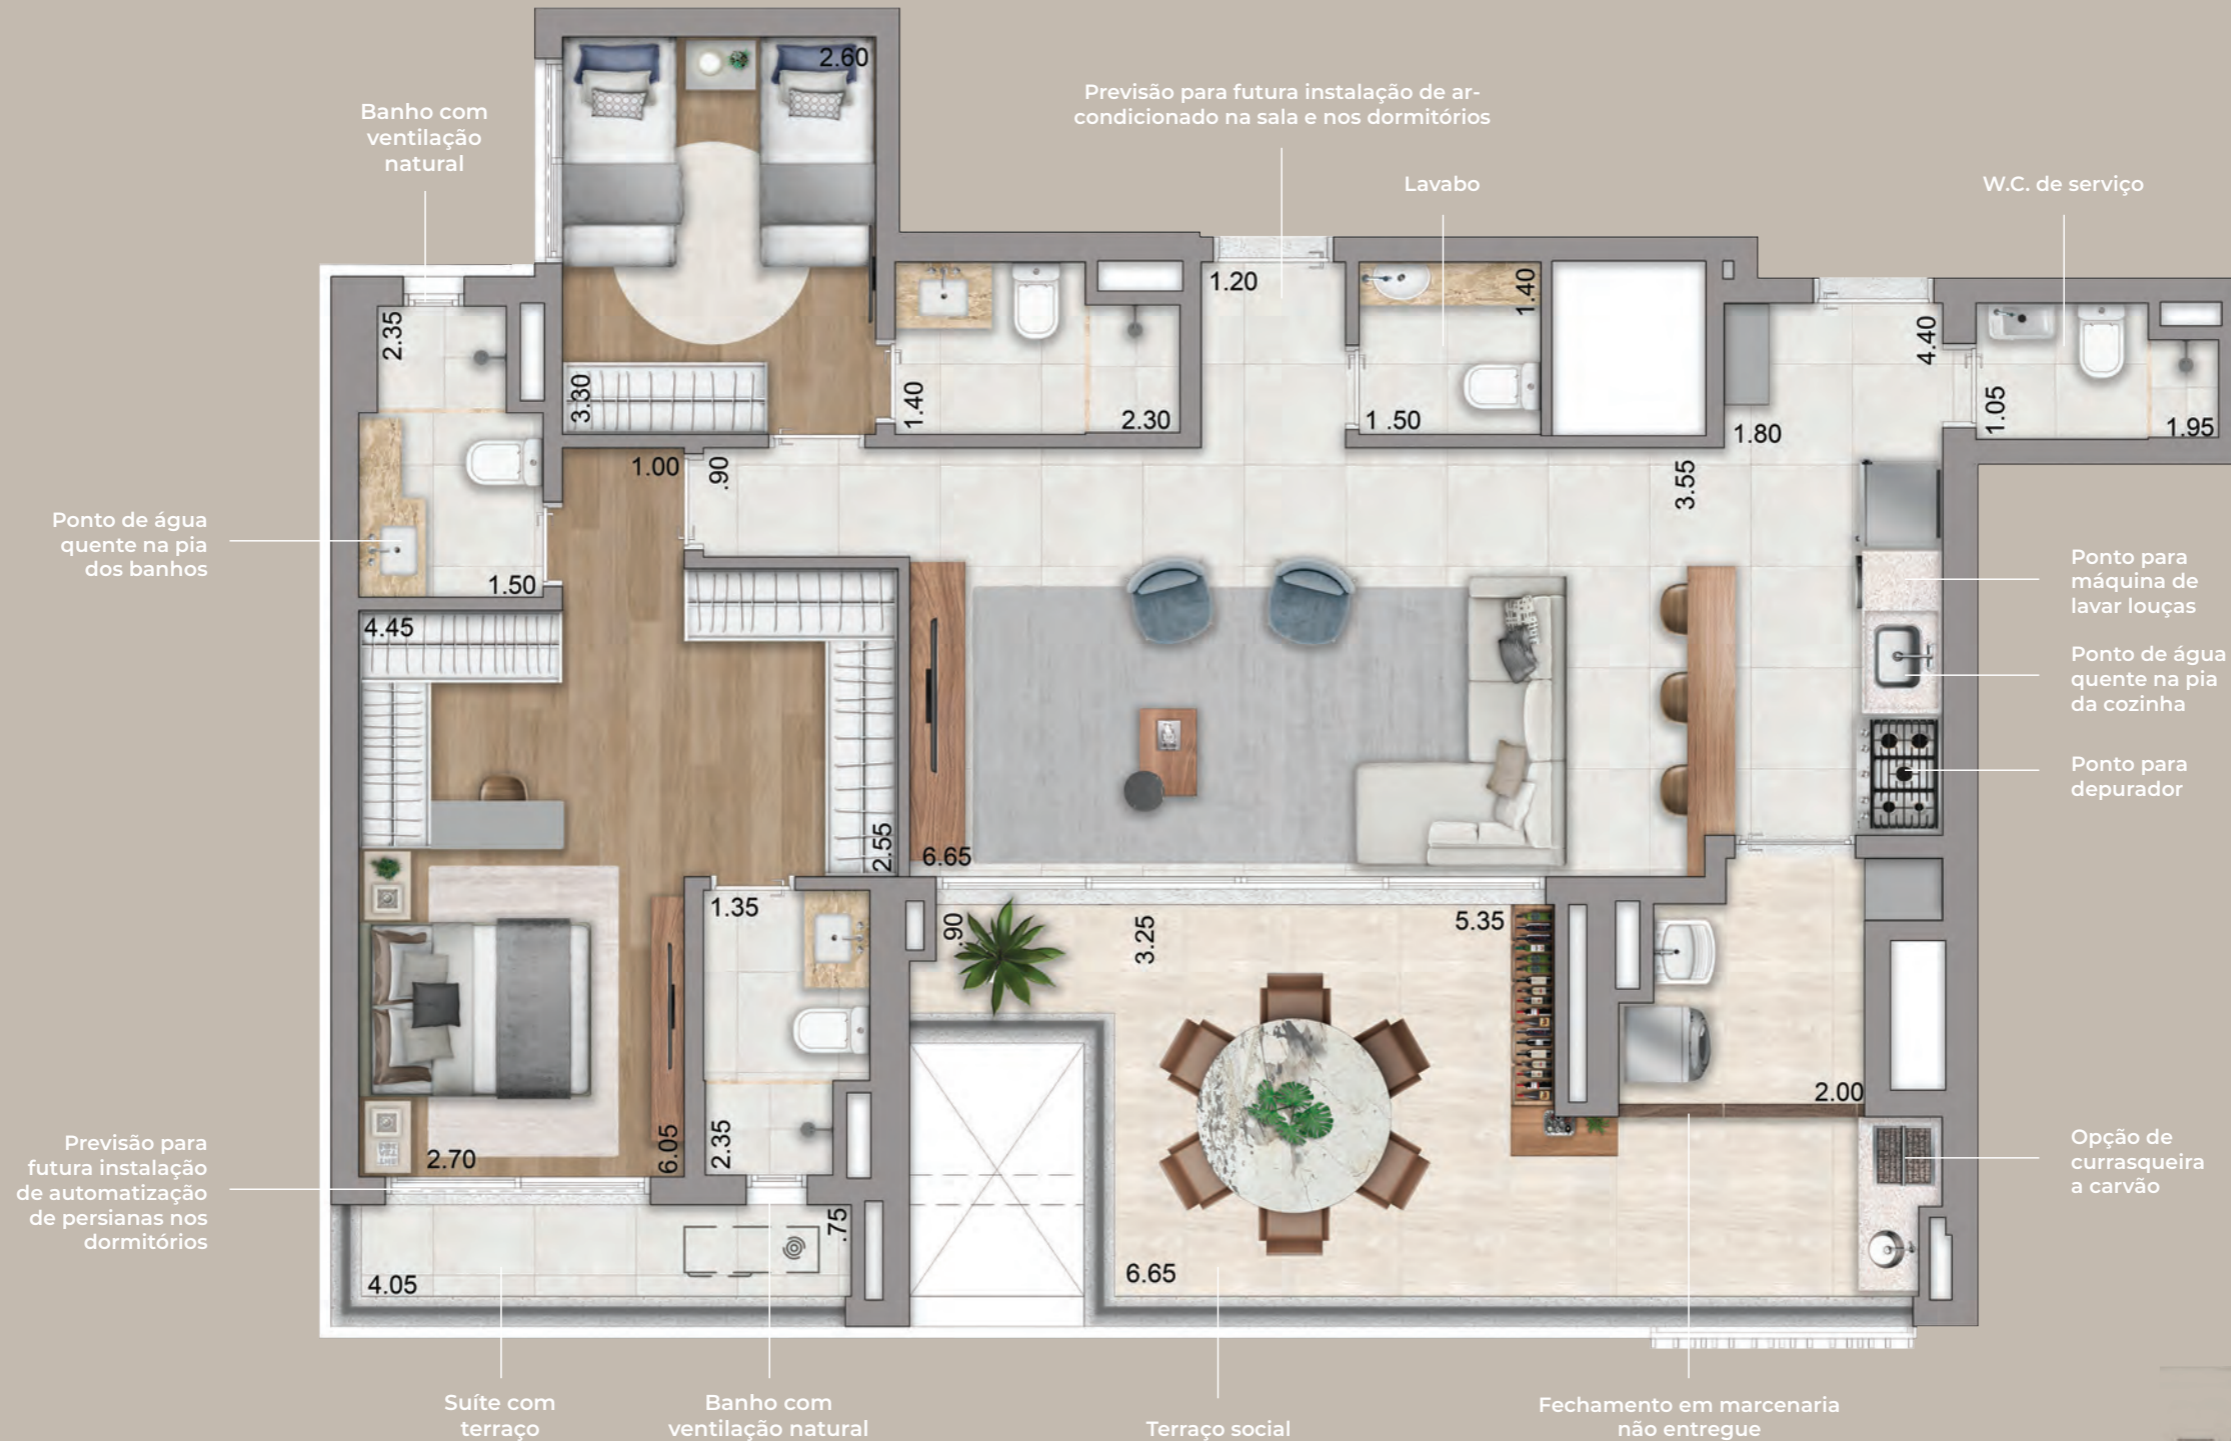 2.60
Banho com
ventilação
natural
Previsão para futura instalação de ar-
condicionado na sala e nos dormitórios
Lavabo
W.C. de serviço
2.35
3.30
1.40
2.30
1.20
1.40
1 .50
4.40
1.80
1.05
1.95
1.00
.90
3.55
Ponto de água
quente na pia
dos banhos
1.50
4.45
2.55
6.65
Ponto para
máquina de
lavar louças
Ponto de água
quente na pia
da cozinha
Ponto para
depurador
1.35
.90
3.25
5.35
2.00
2.70
6.05
2.35
Previsão para
futura instalação
de automatização
de persianas nos
dormitórios
Opção de
currasqueira
a carvão
.75
4.05
6.65
Suíte com
terraço
Banho com
ventilação natural
Terraço social
Fechamento em marcenaria
não entregue